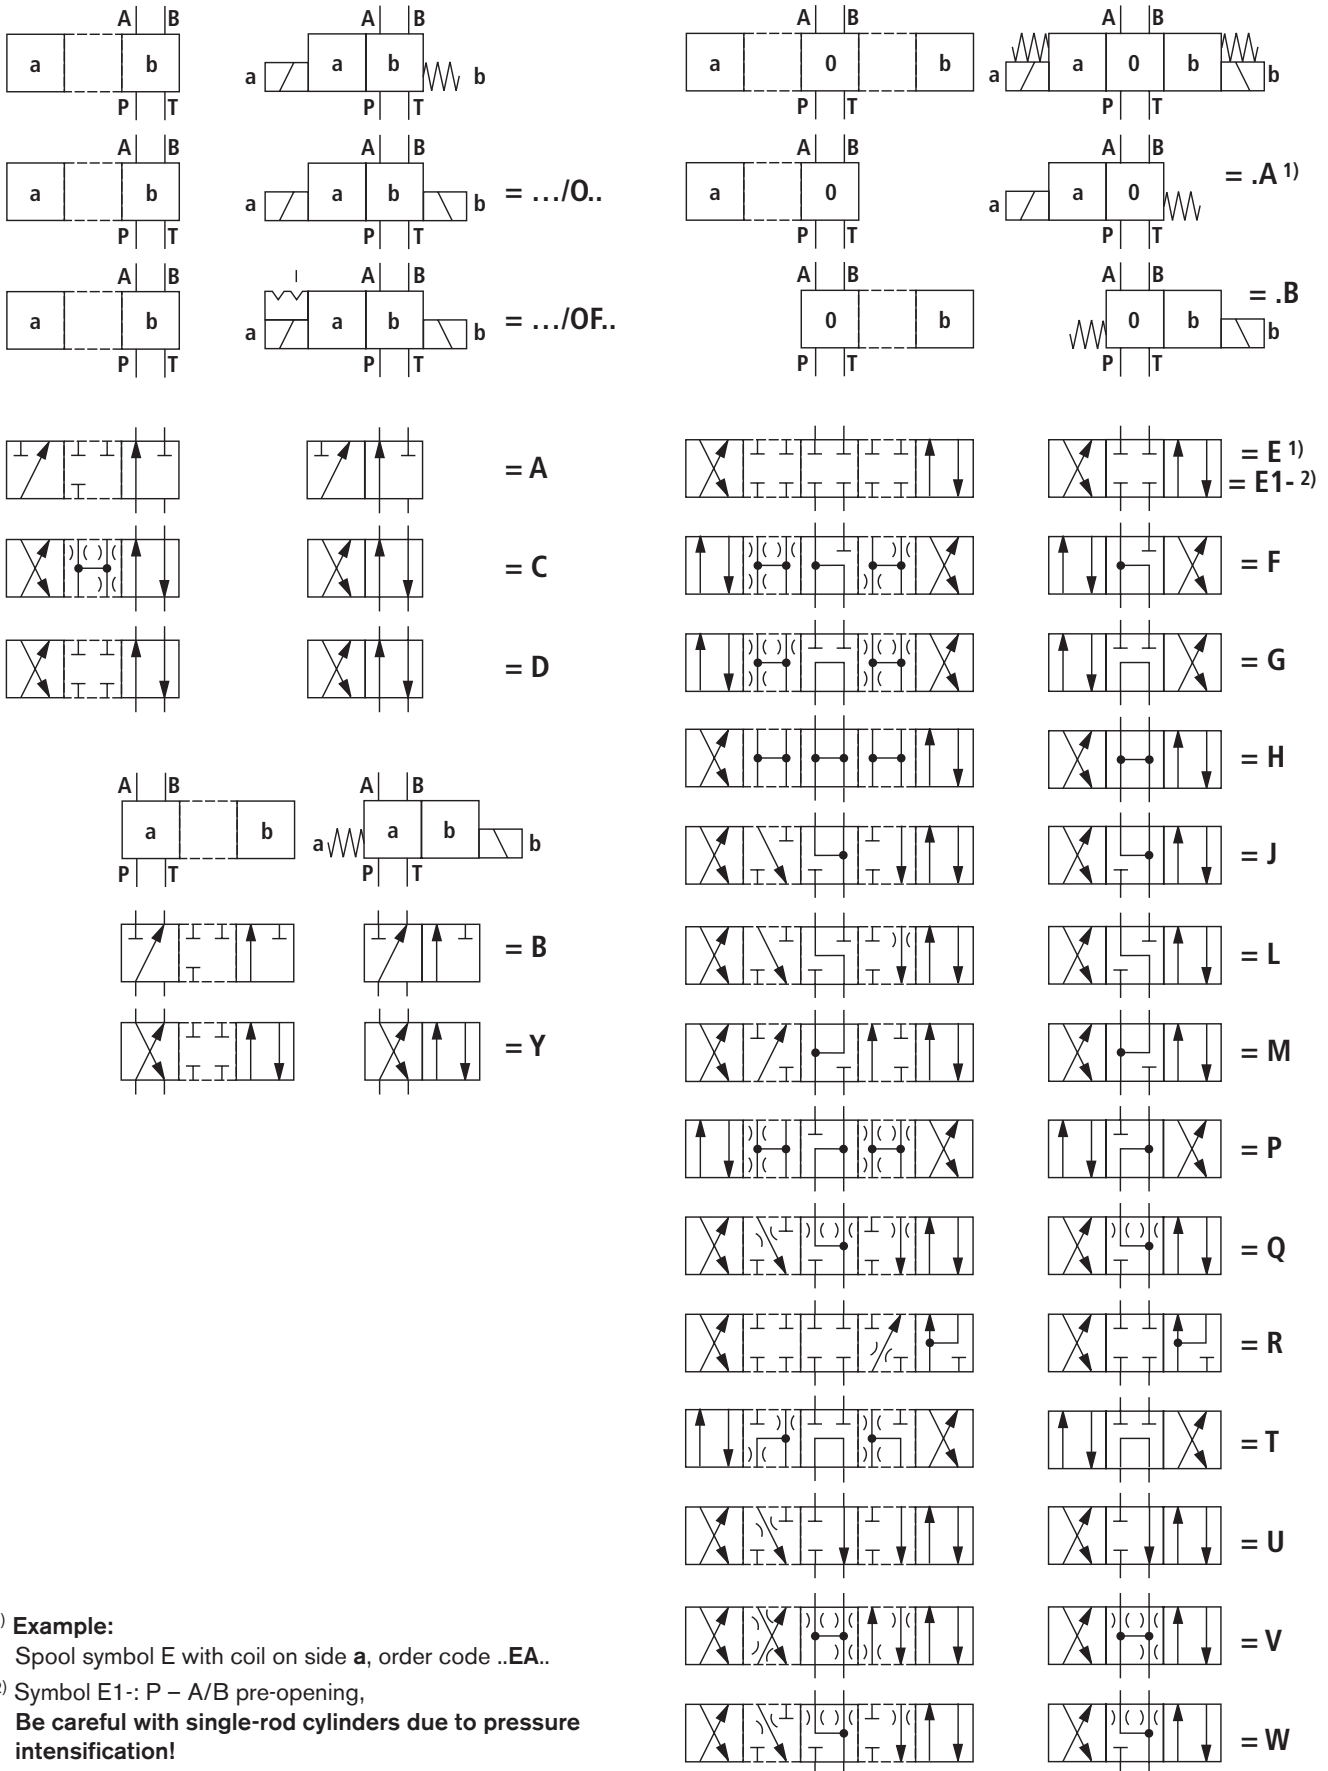 A B
a b
P T
A B
a a b b
P T
A B
a b
P T
A B
a a b b = .../O..
P T
A B
a b
P T
A B
a a b b = .../OF..
P T
= A
= C
= D
A B
a b
P T
A B
a a b b
P T
= B
= Y
A B
a 0 b
P T
A B
a a 0 b b
P T
A B
a 0
P T
A B
a a 0 = .A 1)
P T
A B
0 b
P T
A B
0 b b = .B
P T
= E 1)
= E1- 2)
= F
= G
= H
= J
= L
= M
= P
= Q
= R
= T
= U
= V
= W
) Example:
Spool symbol E with coil on side a, order code ..EA..
2) Symbol E1-: P – A/B pre-opening,
Be careful with single-rod cylinders due to pressure
intensification!